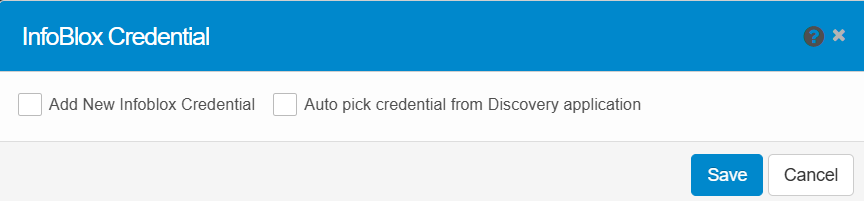 InfoBlox Credential
Add New Infoblox Credential Auto pick credential from Discovery application
Save Cancel